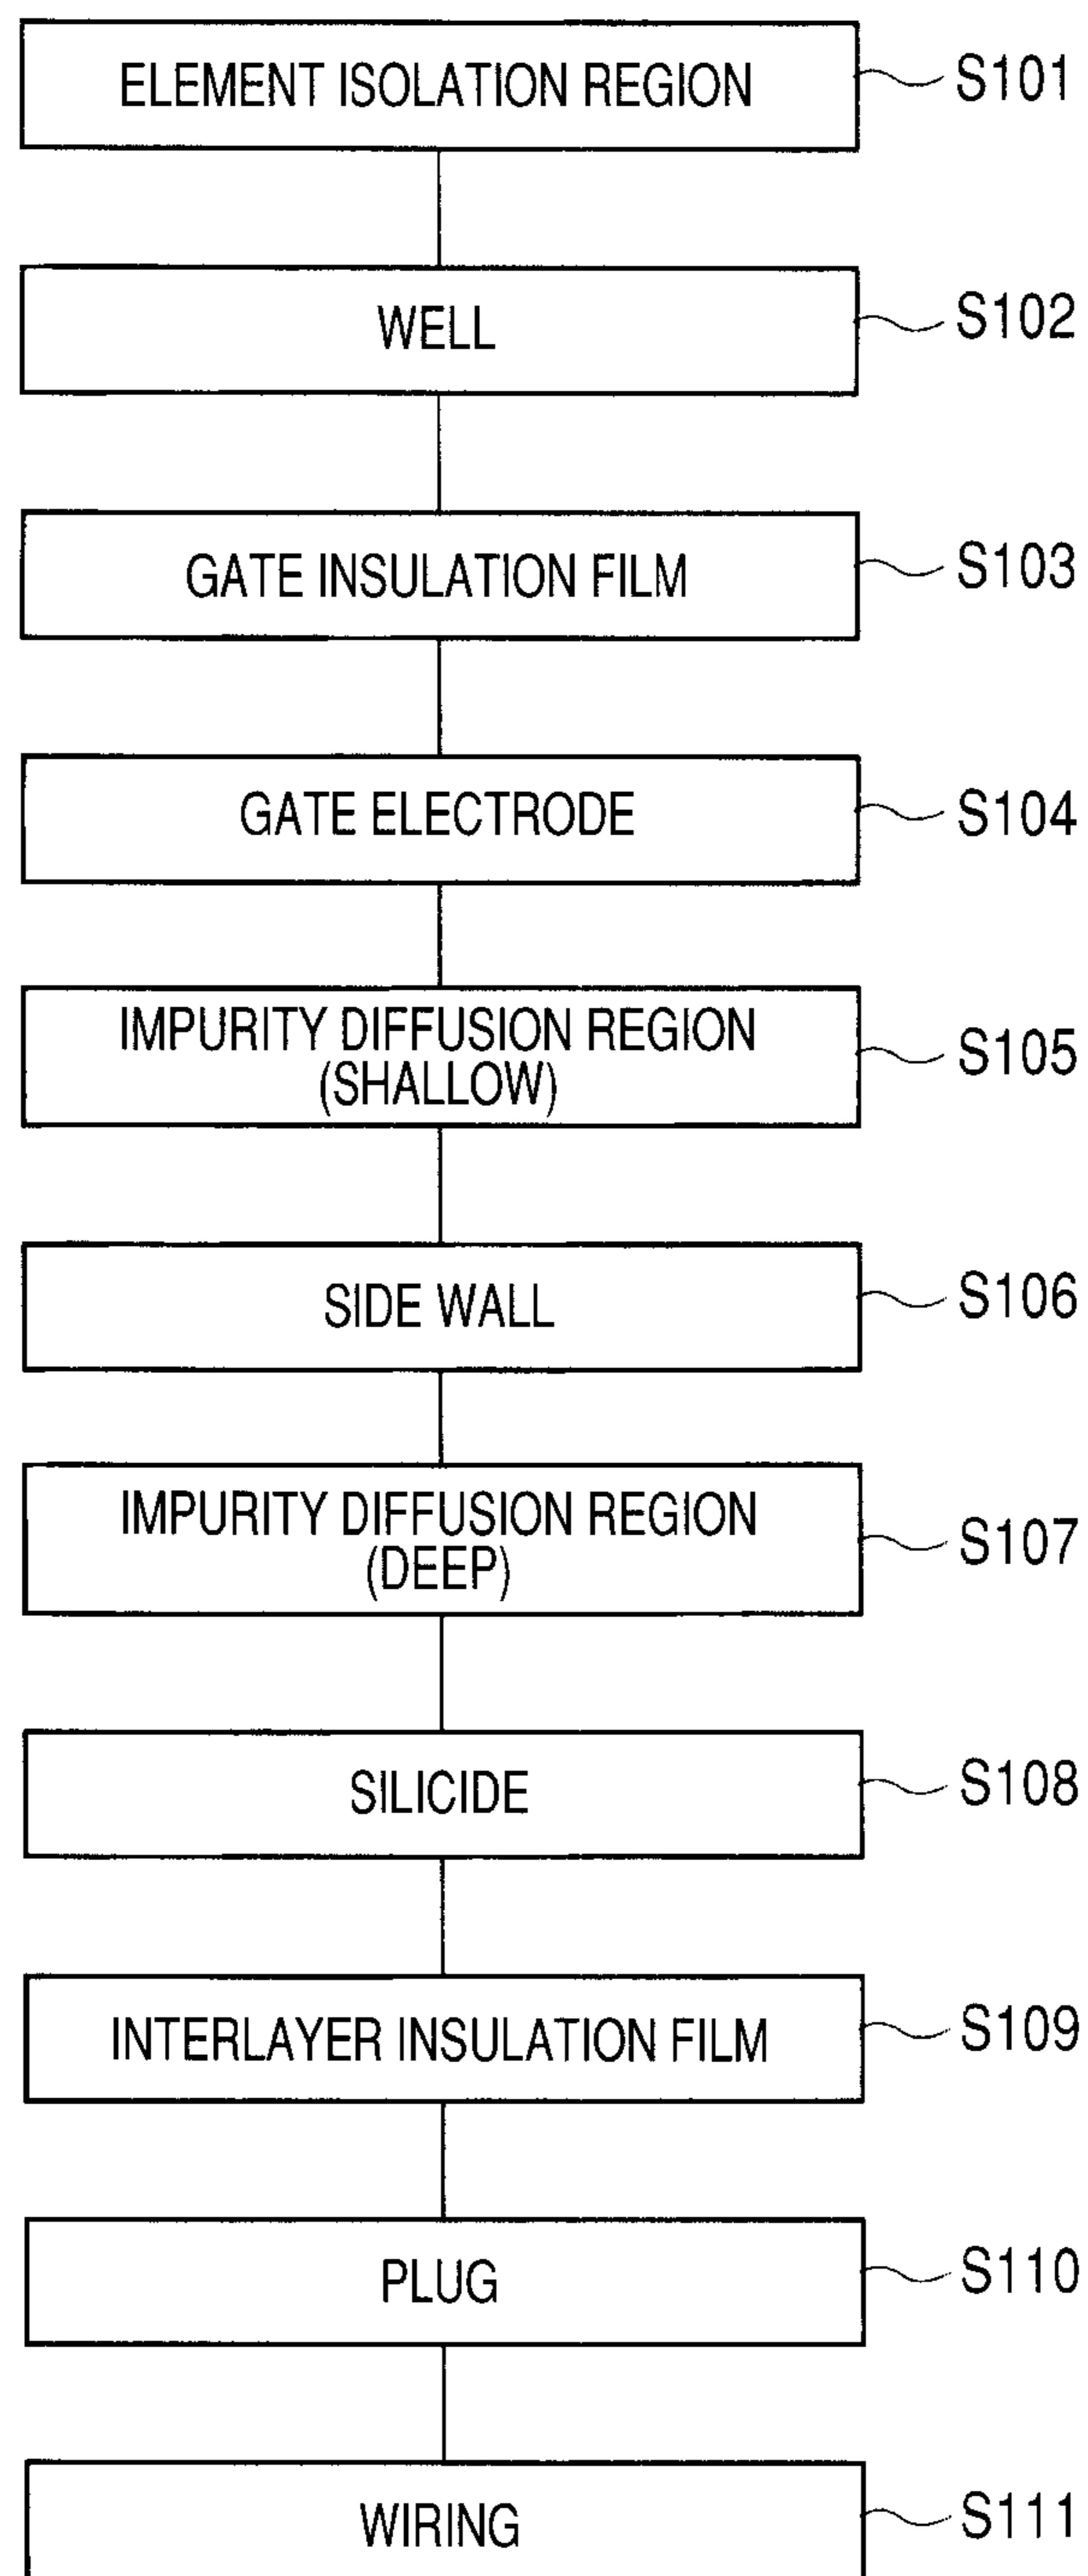 ELEMENT ISOLATION REGION S101
WELL S102
GATE INSULATION FILM S103
GATE ELECTRODE S104
IMPURITY DIFFUSION REGION
(SHALLOW) S105
SIDE WALL S106
IMPURITY DIFFUSION REGION
(DEEP) S107
SILICIDE S108
INTERLAYER INSULATION FILM S109
PLUG S110
WIRING S111